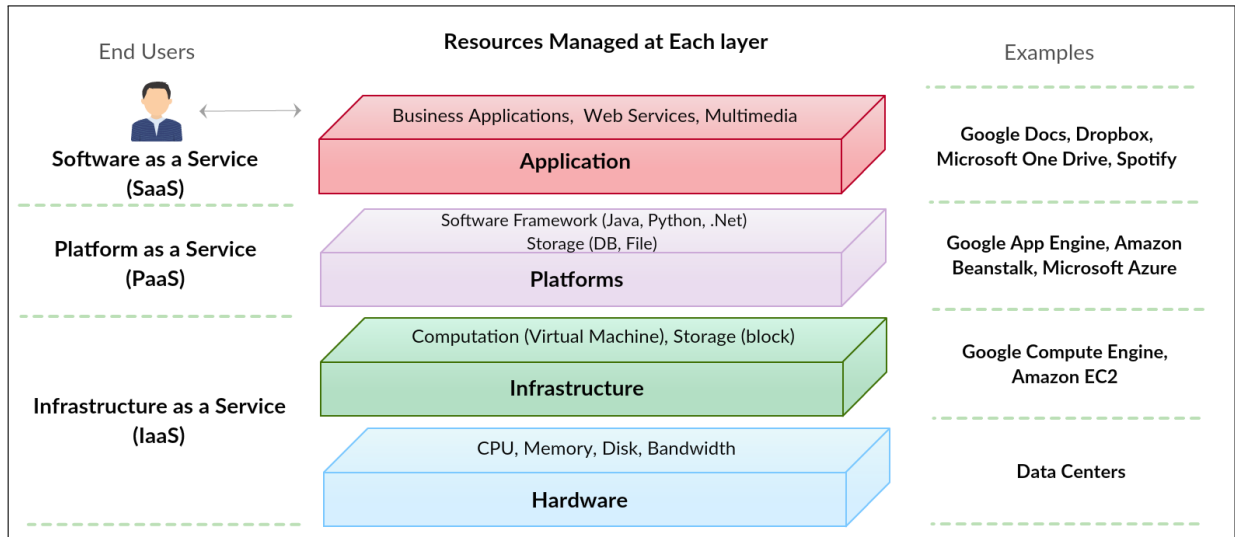 End Users
Resources Managed at Each layer
Examples
Business Applications,  Web Services, Multimedia
Application
Software as a Service
(SaaS)
Google Docs, Dropbox,
Microsoft One Drive, Spotify
Software Framework (Java, Python, .Net)
Storage (DB, File)
Platforms
Platform as a Service
(PaaS)
Google App Engine, Amazon
Beanstalk, Microsoft Azure
Computation (Virtual Machine), Storage (block)
Infrastructure
Google Compute Engine,
Amazon EC2
Infrastructure as a Service
(IaaS)
CPU, Memory, Disk, Bandwidth
Hardware
Data Centers